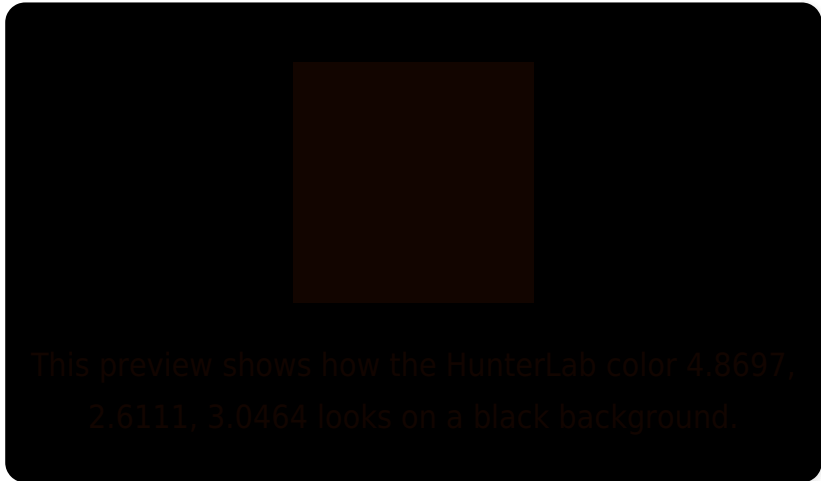 This preview shows how the HunterLab color 4.8697,
2.6111, 3.0464 looks on a black background.